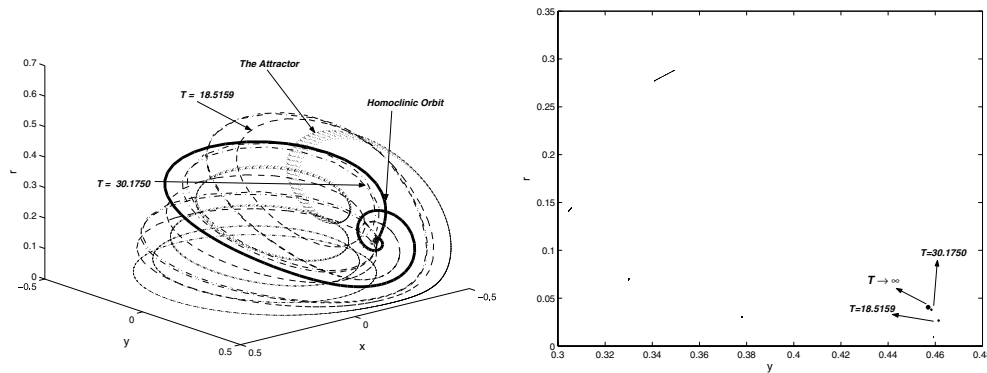 The Attractor
T = 18.5159
Homoclinic Orbit
T = 30.1750
0.7
0.6
0.5
0.4
0.3
0.2
0.1
0
r
−0.5
0
0.5
y
0.5
0
−0.5
x
0.35
0.3
0.25
0.2
0.15
0.1
0.05
0
r
0.3
0.32
0.34
0.36
0.38
0.4
0.42
0.44
0.46
0.48
y
T=30.1750
T → ∞
T=18.5159